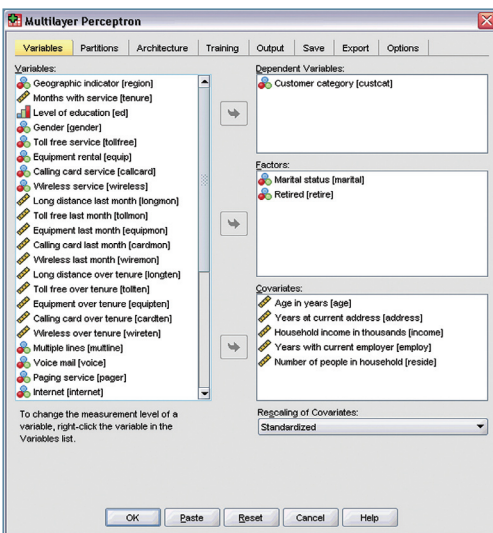 Multilayer Perceptron
Variables Partitions Architecture Training Output Save Export Options
Variables:
Geographic indicator [region]
Months with service [tenure]
Level of education [ed]
Gender [gender]
Toll free service [tollfree]
Equipment rental [equip]
Calling card service [callcard]
Wireless service [wireless]
Long distance last month [longmon]
Toll free last month [tollmon]
Equipment last month [equipmon]
Calling card last month [cardmon]
Wireless last month [wiremon]
Long distance over tenure [longten]
Toll free over tenure [tollten]
Equipment over tenure [equipten]
Calling card over tenure [cardten]
Wireless over tenure [wireten]
Multiple lines [multline]
Voice mail [voice]
Paging service [pager]
Internet [internet]
To change the measurement level of a
variable, right-click the variable in the
Variables list.
Dependent Variables:
Customer category [custcat]
Factors:
Marital status [marital]
Retired [retire]
Covariates:
Age in years [age]
Years at current address [address]
Household income in thousands [income]
Years with current employer [employ]
Number of people in household [reside]
Rescaling of Covariates:
Standardized
OK Paste Reset Cancel Help